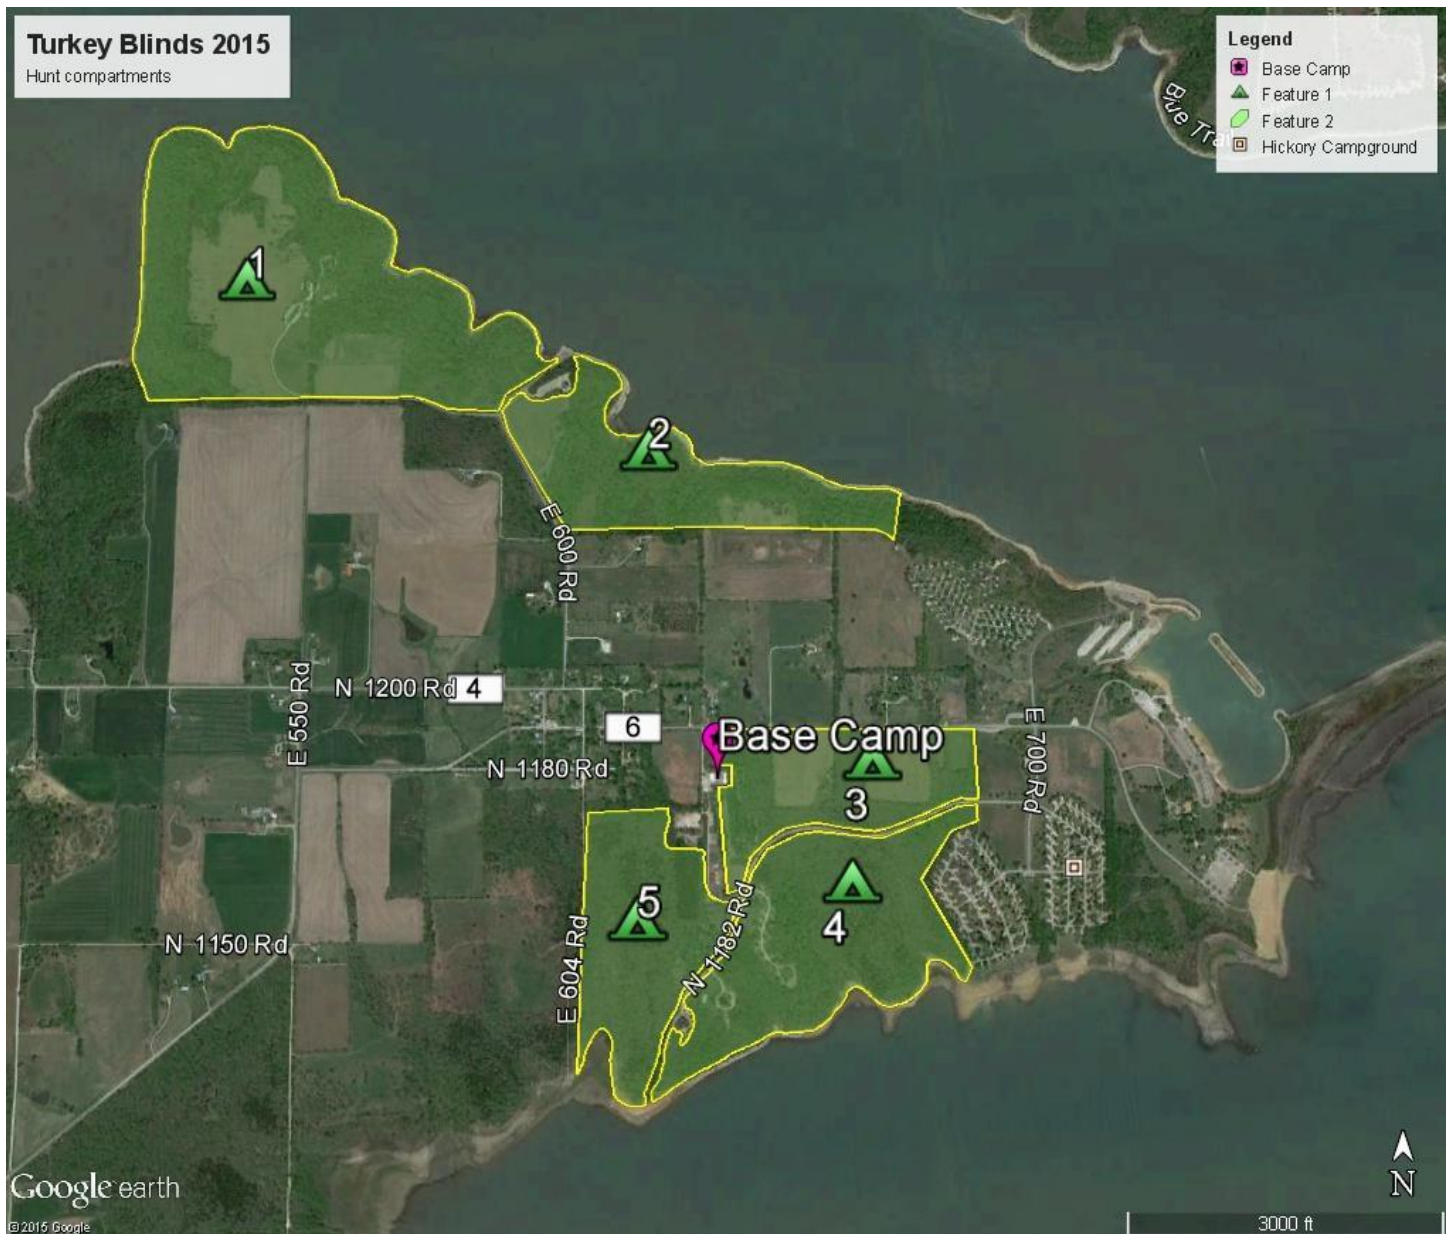 Turkey Blinds 2015
Hunt compartments
Legend
Base Camp
Feature 1
Feature 2
Hickory Campground
Blue Trail
1
2
E 600 Rd
E 550 Rd
N 1200 Rd
4
6
Base Camp
E 700 Rd
N 1180 Rd
3
5
4
N 1182 Rd
N 1150 Rd
E 604 Rd
Google earth
© 2015 Google
N
3000 ft